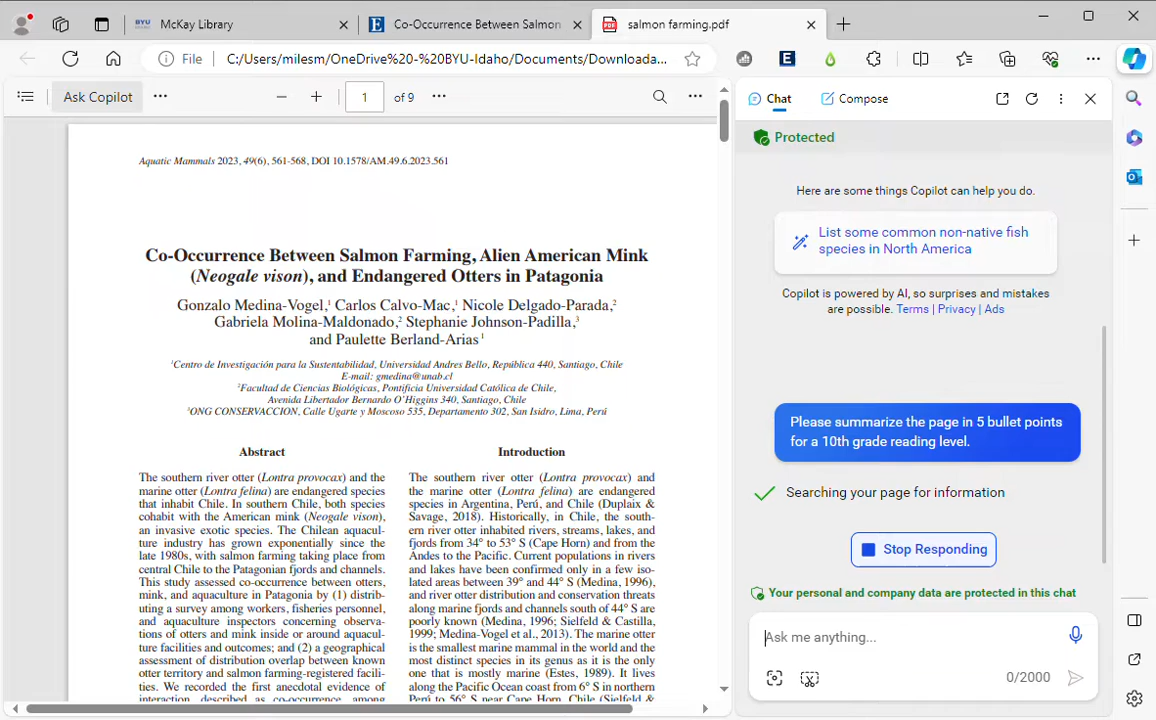 McKay Library
Co-Occurrence Between Salmon
salmon farming.pdf
File
C:/Users/milesm/OneDrive%20-%20BYU-Idaho/Documents/Downloada...
Ask Copilot
1 of 9
Aquatic Mammals 2023, 49(6), 561-568, DOI 10.1578/AM.49.6.2023.561
Co-Occurrence Between Salmon Farming, Alien American Mink
(Neogale vison), and Endangered Otters in Patagonia
Gonzalo Medina-Vogel,¹ Carlos Calvo-Mac,¹ Nicole Delgado-Parada,²
Gabriela Molina-Maldonado,² Stephanie Johnson-Padilla,³
and Paulette Berland-Arias¹
¹Centro de Investigación para la Sustentabilidad, Universidad Andres Bello, República 440, Santiago, Chile
E-mail: gmedina@unab.cl
²Facultad de Ciencias Biológicas, Pontificia Universidad Católica de Chile,
Avenida Libertador Bernardo O'Higgins 340, Santiago, Chile
³ONG CONSERVACCION, Calle Ugarte y Moscoso 535, Departamento 302, San Isidro, Lima, Perú
Abstract
The southern river otter (Lontra provocax) and the
marine otter (Lontra felina) are endangered species
that inhabit Chile. In southern Chile, both species
cohabit with the American mink (Neogale vison),
an invasive exotic species. The Chilean aquacul-
ture industry has grown exponentially since the
late 1980s, with salmon farming taking place from
central Chile to the Patagonian fjords and channels.
This study assessed co-occurrence between otters,
mink, and aquaculture in Patagonia by (1) distrib-
uting a survey among workers, fisheries personnel,
and aquaculture inspectors concerning observa-
tions of otters and mink inside or around aquacul-
ture facilities and outcomes; and (2) a geographical
assessment of distribution overlap between known
otter territory and salmon farming-registered facili-
ties. We recorded the first anecdotal evidence of
interaction, described as co-occurrence, among
Introduction
The southern river otter (Lontra provocax) and
the marine otter (Lontra felina) are endangered
species in Argentina, Perú, and Chile (Duplaix &
Savage, 2018). Historically, in Chile, the south-
ern river otter inhabited rivers, streams, lakes, and
fjords from 34° to 53° S (Cape Horn) and from the
Andes to the Pacific. Current populations in rivers
and lakes have been confirmed only in a few iso-
lated areas between 39° and 44° S (Medina, 1996),
and river otter distribution and conservation threats
along marine fjords and channels south of 44° S are
poorly known (Medina, 1996; Sielfeld & Castilla,
1999; Medina-Vogel et al., 2013). The marine otter
is the smallest marine mammal in the world and the
most distinct species in its genus as it is the only
one that is mostly marine (Estes, 1989). It lives
along the Pacific Ocean coast from 6° S in northern
Perú to 56° S near Cape Horn, Chile (Sielfeld &
Chat
Compose
Protected
Here are some things Copilot can help you do.
List some common non-native fish
species in North America
Copilot is powered by AI, so surprises and mistakes
are possible. Terms | Privacy | Ads
Please summarize the page in 5 bullet points
for a 10th grade reading level.
Searching your page for information
Stop Responding
Your personal and company data are protected in this chat
Ask me anything...
0/2000